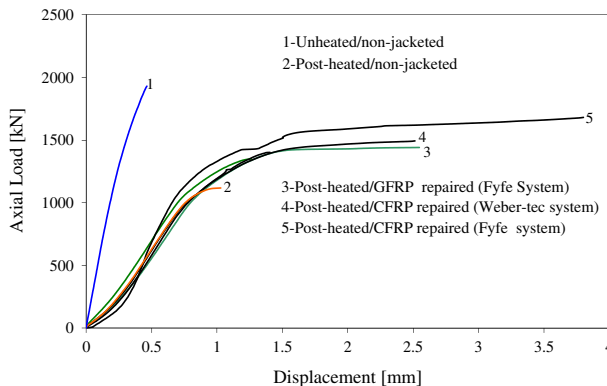 2500
2000
1500
1000
500
0
Axial Load [kN]
1-Unheated/non-jacketed
2-Post-heated/non-jacketed
1
5
4
3
2
3-Post-heated/GFRP repaired (Fyfe System)
4-Post-heated/CFRP repaired (Weber-tec system)
5-Post-heated/CFRP repaired (Fyfe system)
0 0.5 1 1.5 2 2.5 3 3.5 4
Displacement [mm]